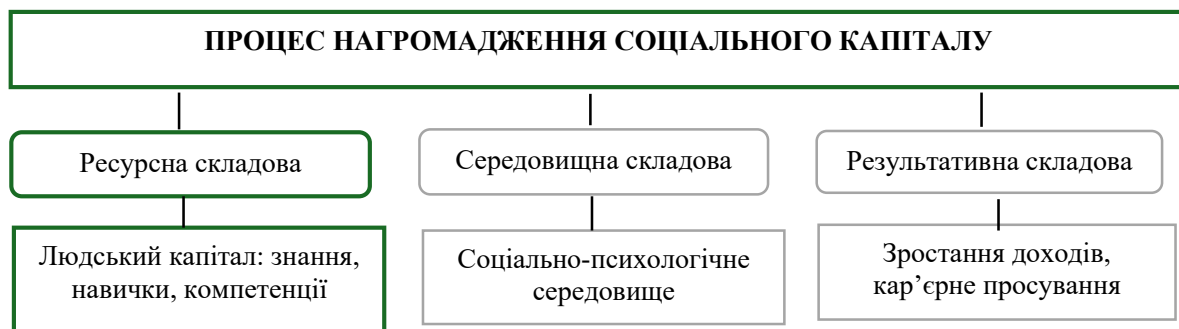 ПРОЦЕС НАГРОМАДЖЕННЯ СОЦІАЛЬНОГО КАПІТАЛУ
Ресурсна складова
Середовищна складова
Результативна складова
Людський капітал: знання,
навички, компетенції
Соціально-психологічне
середовище
Зростання доходів,
кар’єрне просування